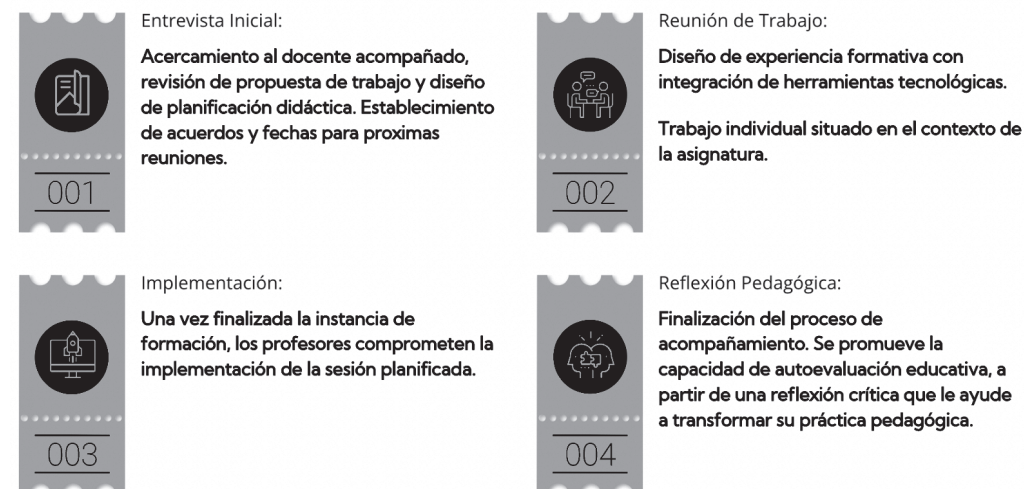 Entrevista Inicial:
Acercamiento al docente acompañado,
revisión de propuesta de trabajo y diseño
de planificación didáctica. Establecimiento
de acuerdos y fechas para proximas
reuniones.
001
Reunión de Trabajo:
Diseño de experiencia formativa con
integración de herramientas tecnológicas.
Trabajo individual situado en el contexto de
la asignatura.
002
Implementación:
Una vez finalizada la instancia de
formación, los profesores comprometen la
implementación de la sesión planificada.
003
Reflexión Pedagógica:
Finalización del proceso de
acompañamiento. Se promueve la
capacidad de autoevaluación educativa, a
partir de una reflexión crítica que le ayude
a transformar su práctica pedagógica.
004